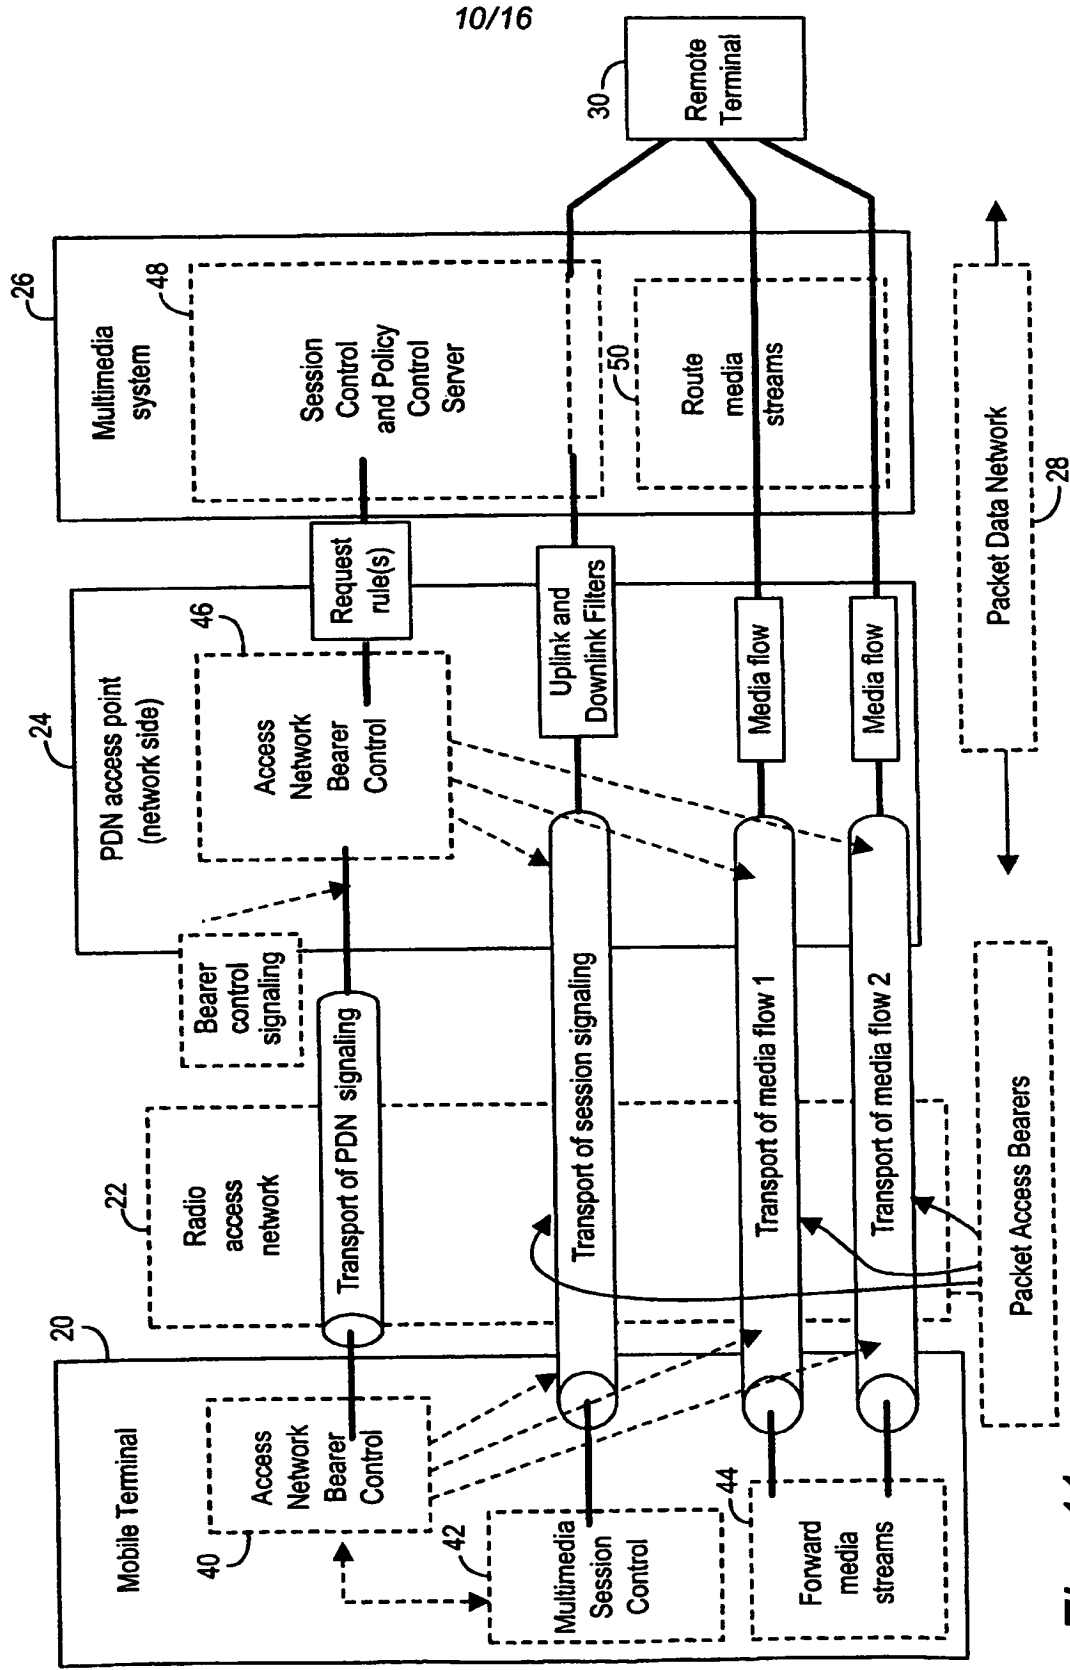 10/16
Mobile Terminal
20
Access
Network
Bearer
Control
40
Multimedia
Session
Control
42
Forward
media
streams
44
Radio
access
network
22
Transport of PDN signaling
Transport of session signaling
Transport of media flow 1
Transport of media flow 2
Packet Access Bearers
Bearer
control
signaling
PDN access point
(network side)
24
Access
Network
Bearer
Control
46
Request
rule(s)
Uplink and
Downlink Filters
Media flow
Media flow
Multimedia
system
26
Session
Control
and Policy
Control
Server
48
Route
media
streams
50
Remote
Terminal
30
Packet Data Network
28